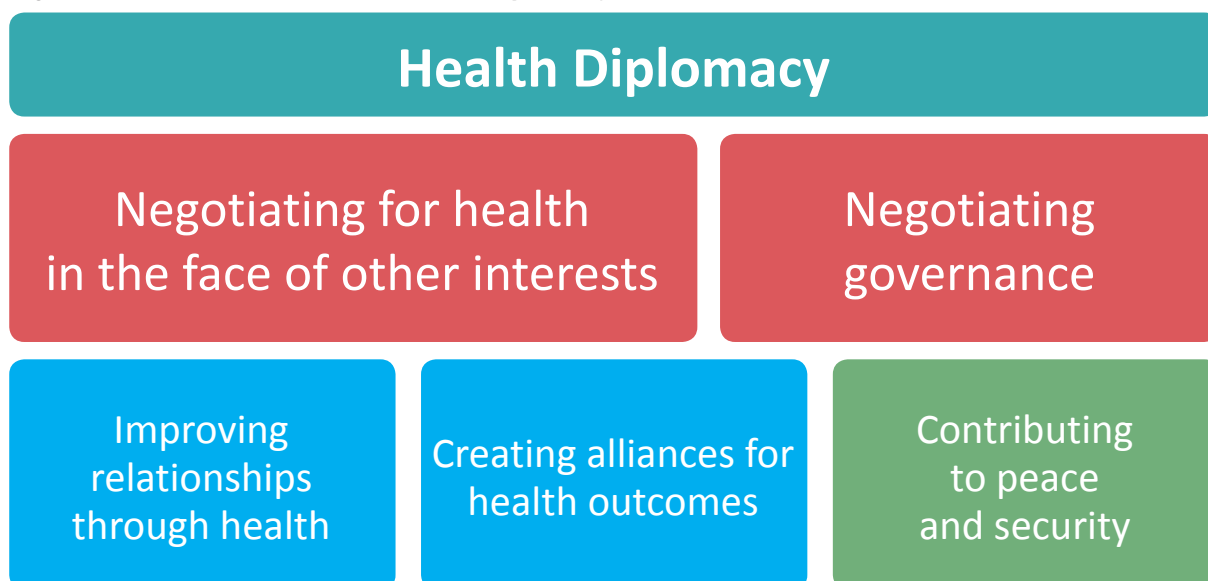 Health Diplomacy
Negotiating for health
in the face of other interests
Negotiating
governance
Improving
relationships
through health
Creating alliances for
health outcomes
Contributing
to peace
and security